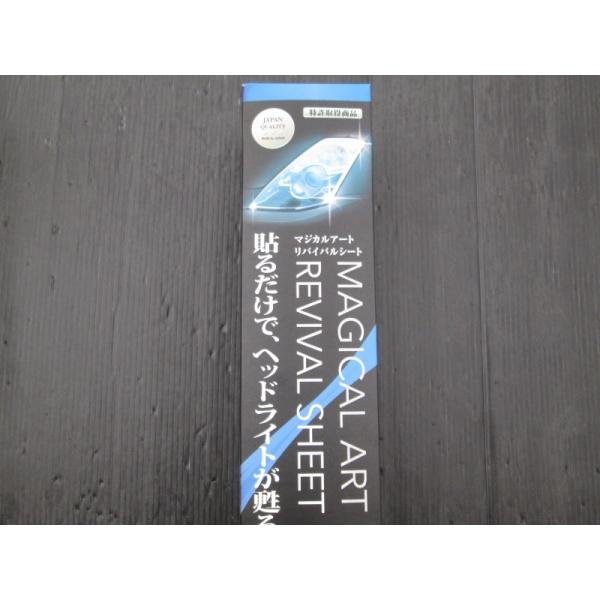 JAPAN
QUALITY
特許取得商品
マジカルアート
リバイバルシート
MAGICAL ART
REVIVAL SHEET
貼るだけで、ヘッドライトが甦る